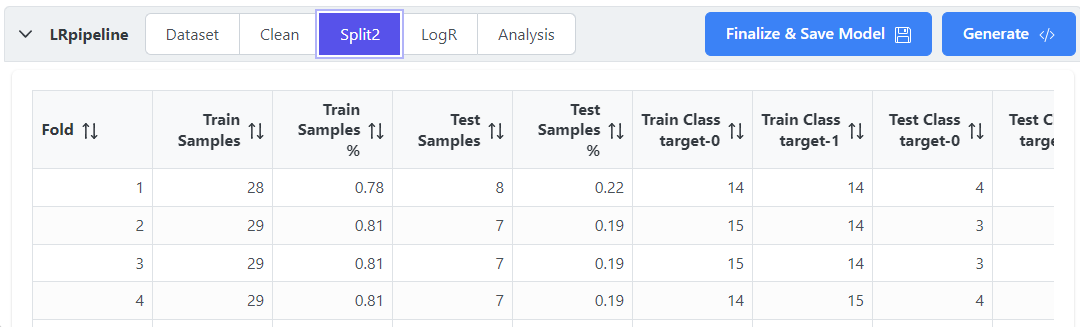 LRpipeline Dataset Clean Split2 LogR Analysis Finalize & Save Model Generate </>
Fold Train Samples Train Samples % Test Samples Test Samples % Train Class target-0 Train Class target-1 Test Class target-0 Test C targe
1 28 0.78 8 0.22 14 14 4
2 29 0.81 7 0.19 15 14 3
3 29 0.81 7 0.19 15 14 3
4 29 0.81 7 0.19 14 15 4